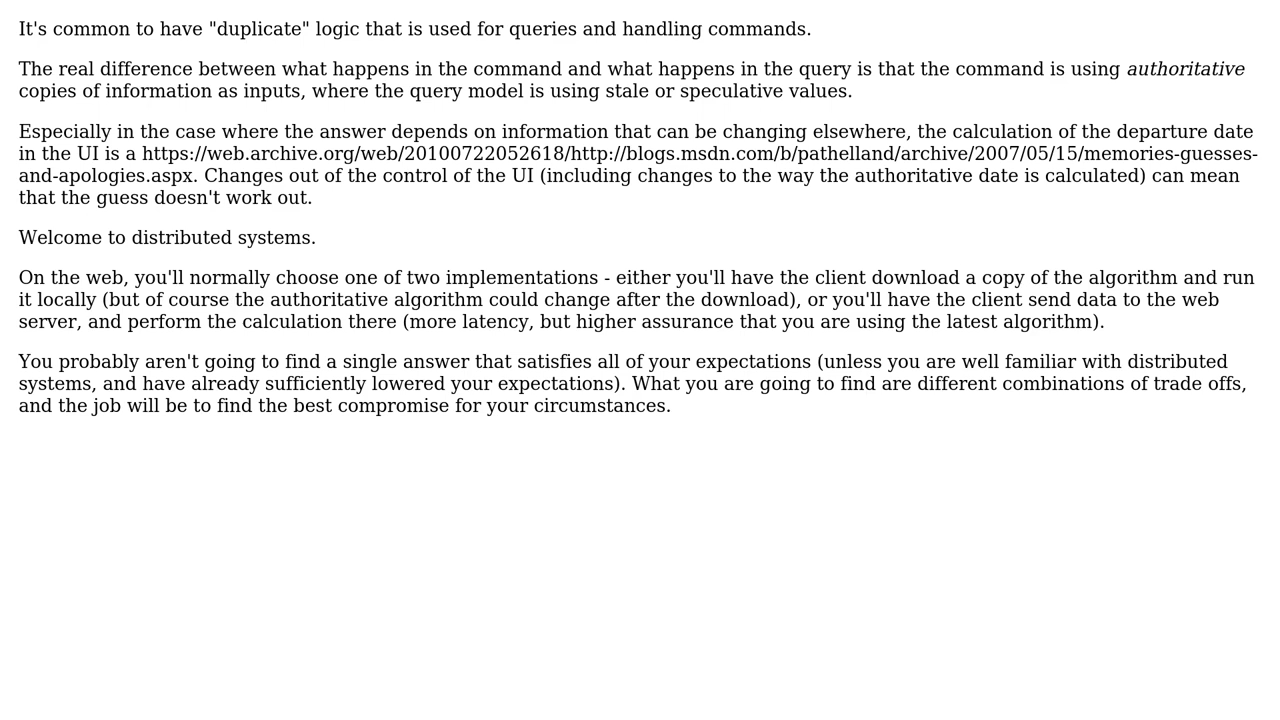 It's common to have "duplicate" logic that is used for queries and handling commands.
The real difference between what happens in the command and what happens in the query is that the command is using authoritative
copies of information as inputs, where the query model is using stale or speculative values.
Especially in the case where the answer depends on information that can be changing elsewhere, the calculation of the departure date
in the UI is a https://web.archive.org/web/20100722052618/http://blogs.msdn.com/b/pathelland/archive/2007/05/15/memories-guesses-
and-apologies.aspx. Changes out of the control of the UI (including changes to the way the authoritative date is calculated) can mean
that the guess doesn't work out.
Welcome to distributed systems.
On the web, you'll normally choose one of two implementations - either you'll have the client download a copy of the algorithm and run
it locally (but of course the authoritative algorithm could change after the download), or you'll have the client send data to the web
server, and perform the calculation there (more latency, but higher assurance that you are using the latest algorithm).
You probably aren't going to find a single answer that satisfies all of your expectations (unless you are well familiar with distributed
systems, and have already sufficiently lowered your expectations). What you are going to find are different combinations of trade offs,
and the job will be to find the best compromise for your circumstances.